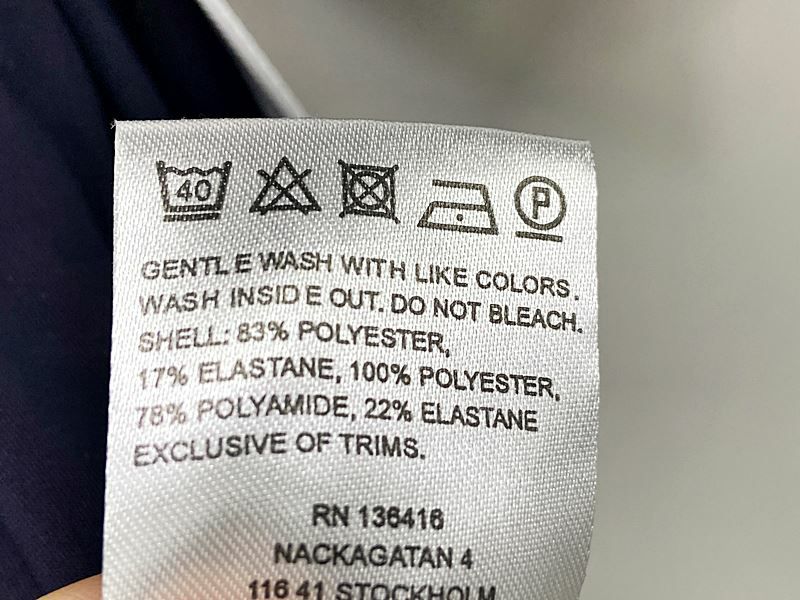 40
P
GENTLE WASH WITH LIKE COLORS.
WASH INSIDE OUT. DO NOT BLEACH.
SHELL: 83% POLYESTER,
17% ELASTANE, 100% POLYESTER,
78% POLYAMIDE, 22% ELASTANE
EXCLUSIVE OF TRIMS.
RN 136416
NACKAGATAN 4
116 41 STOCKHOLM